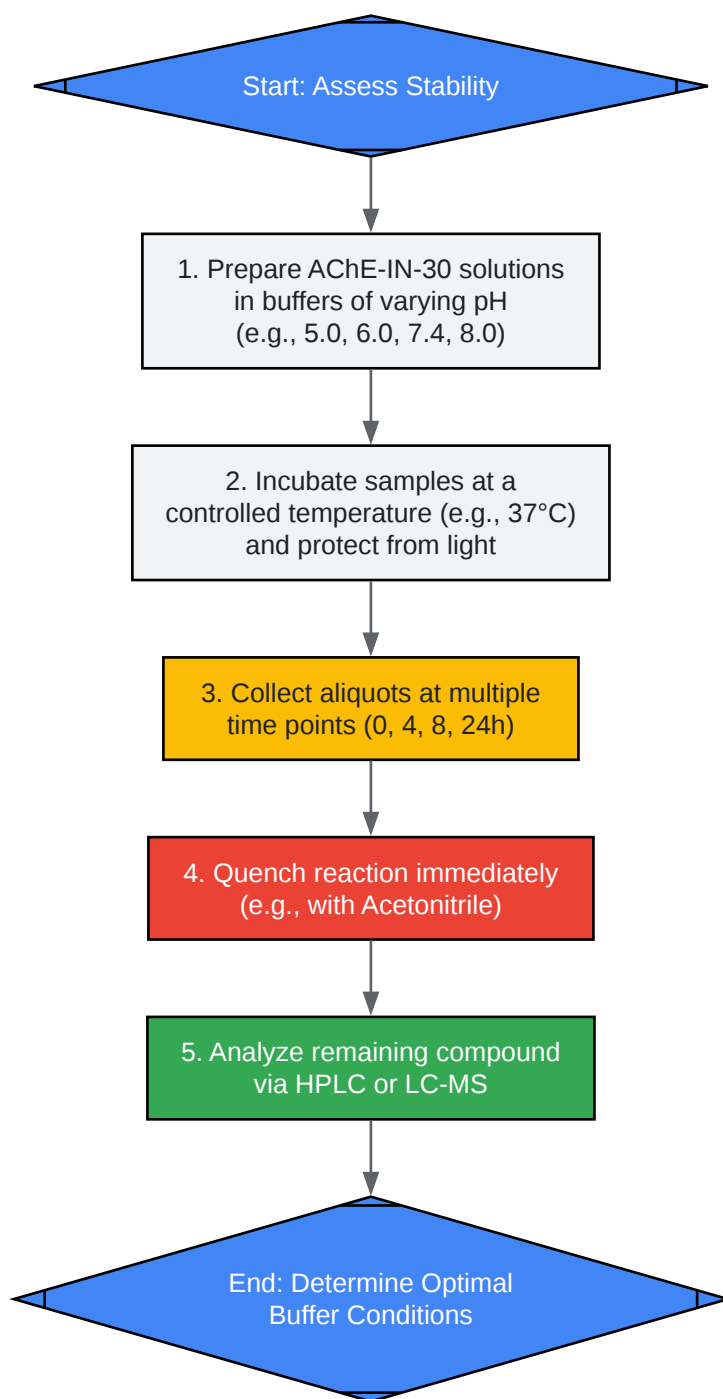 Start: Assess Stability
1. Prepare AChE-IN-30 solutions
in buffers of varying pH
(e.g., 5.0, 6.0, 7.4, 8.0)
2. Incubate samples at a
controlled temperature (e.g., 37°C)
and protect from light
3. Collect aliquots at multiple
time points (0, 4, 8, 24h)
4. Quench reaction immediately
(e.g., with Acetonitrile)
5. Analyze remaining compound
via HPLC or LC-MS
End: Determine Optimal
Buffer Conditions